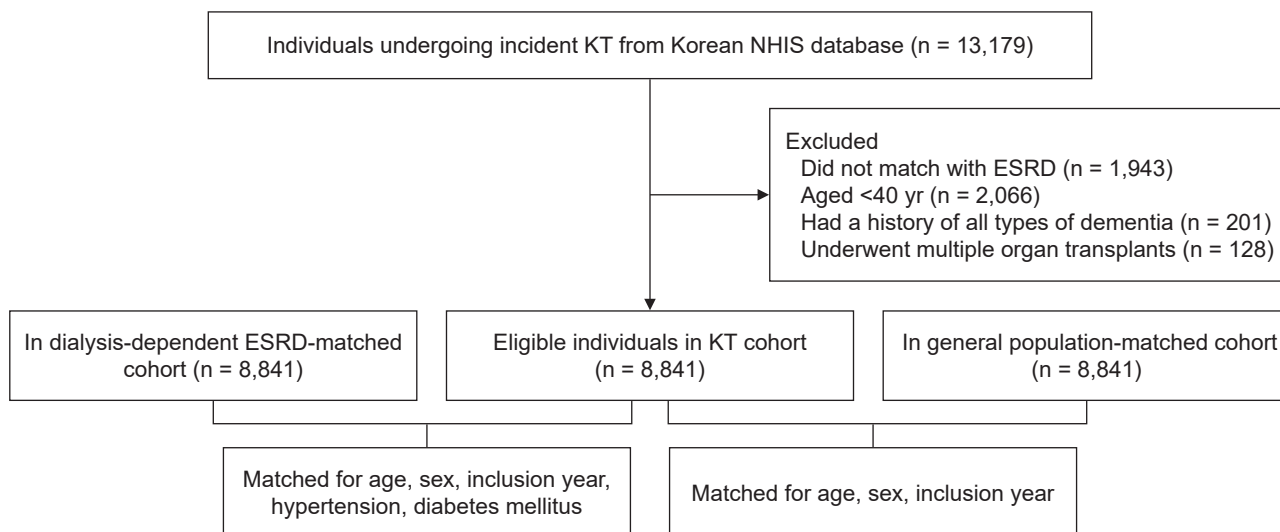 Individuals undergoing incident KT from Korean NHIS database (n = 13,179)
Excluded
Did not match with ESRD (n = 1,943)
Aged <40 yr (n = 2,066)
Had a history of all types of dementia (n = 201)
Underwent multiple organ transplants (n = 128)
In dialysis-dependent ESRD-matched
cohort (n = 8,841)
Eligible individuals in KT cohort
(n = 8,841)
In general population-matched cohort
(n = 8,841)
Matched for age, sex, inclusion year,
hypertension, diabetes mellitus
Matched for age, sex, inclusion year